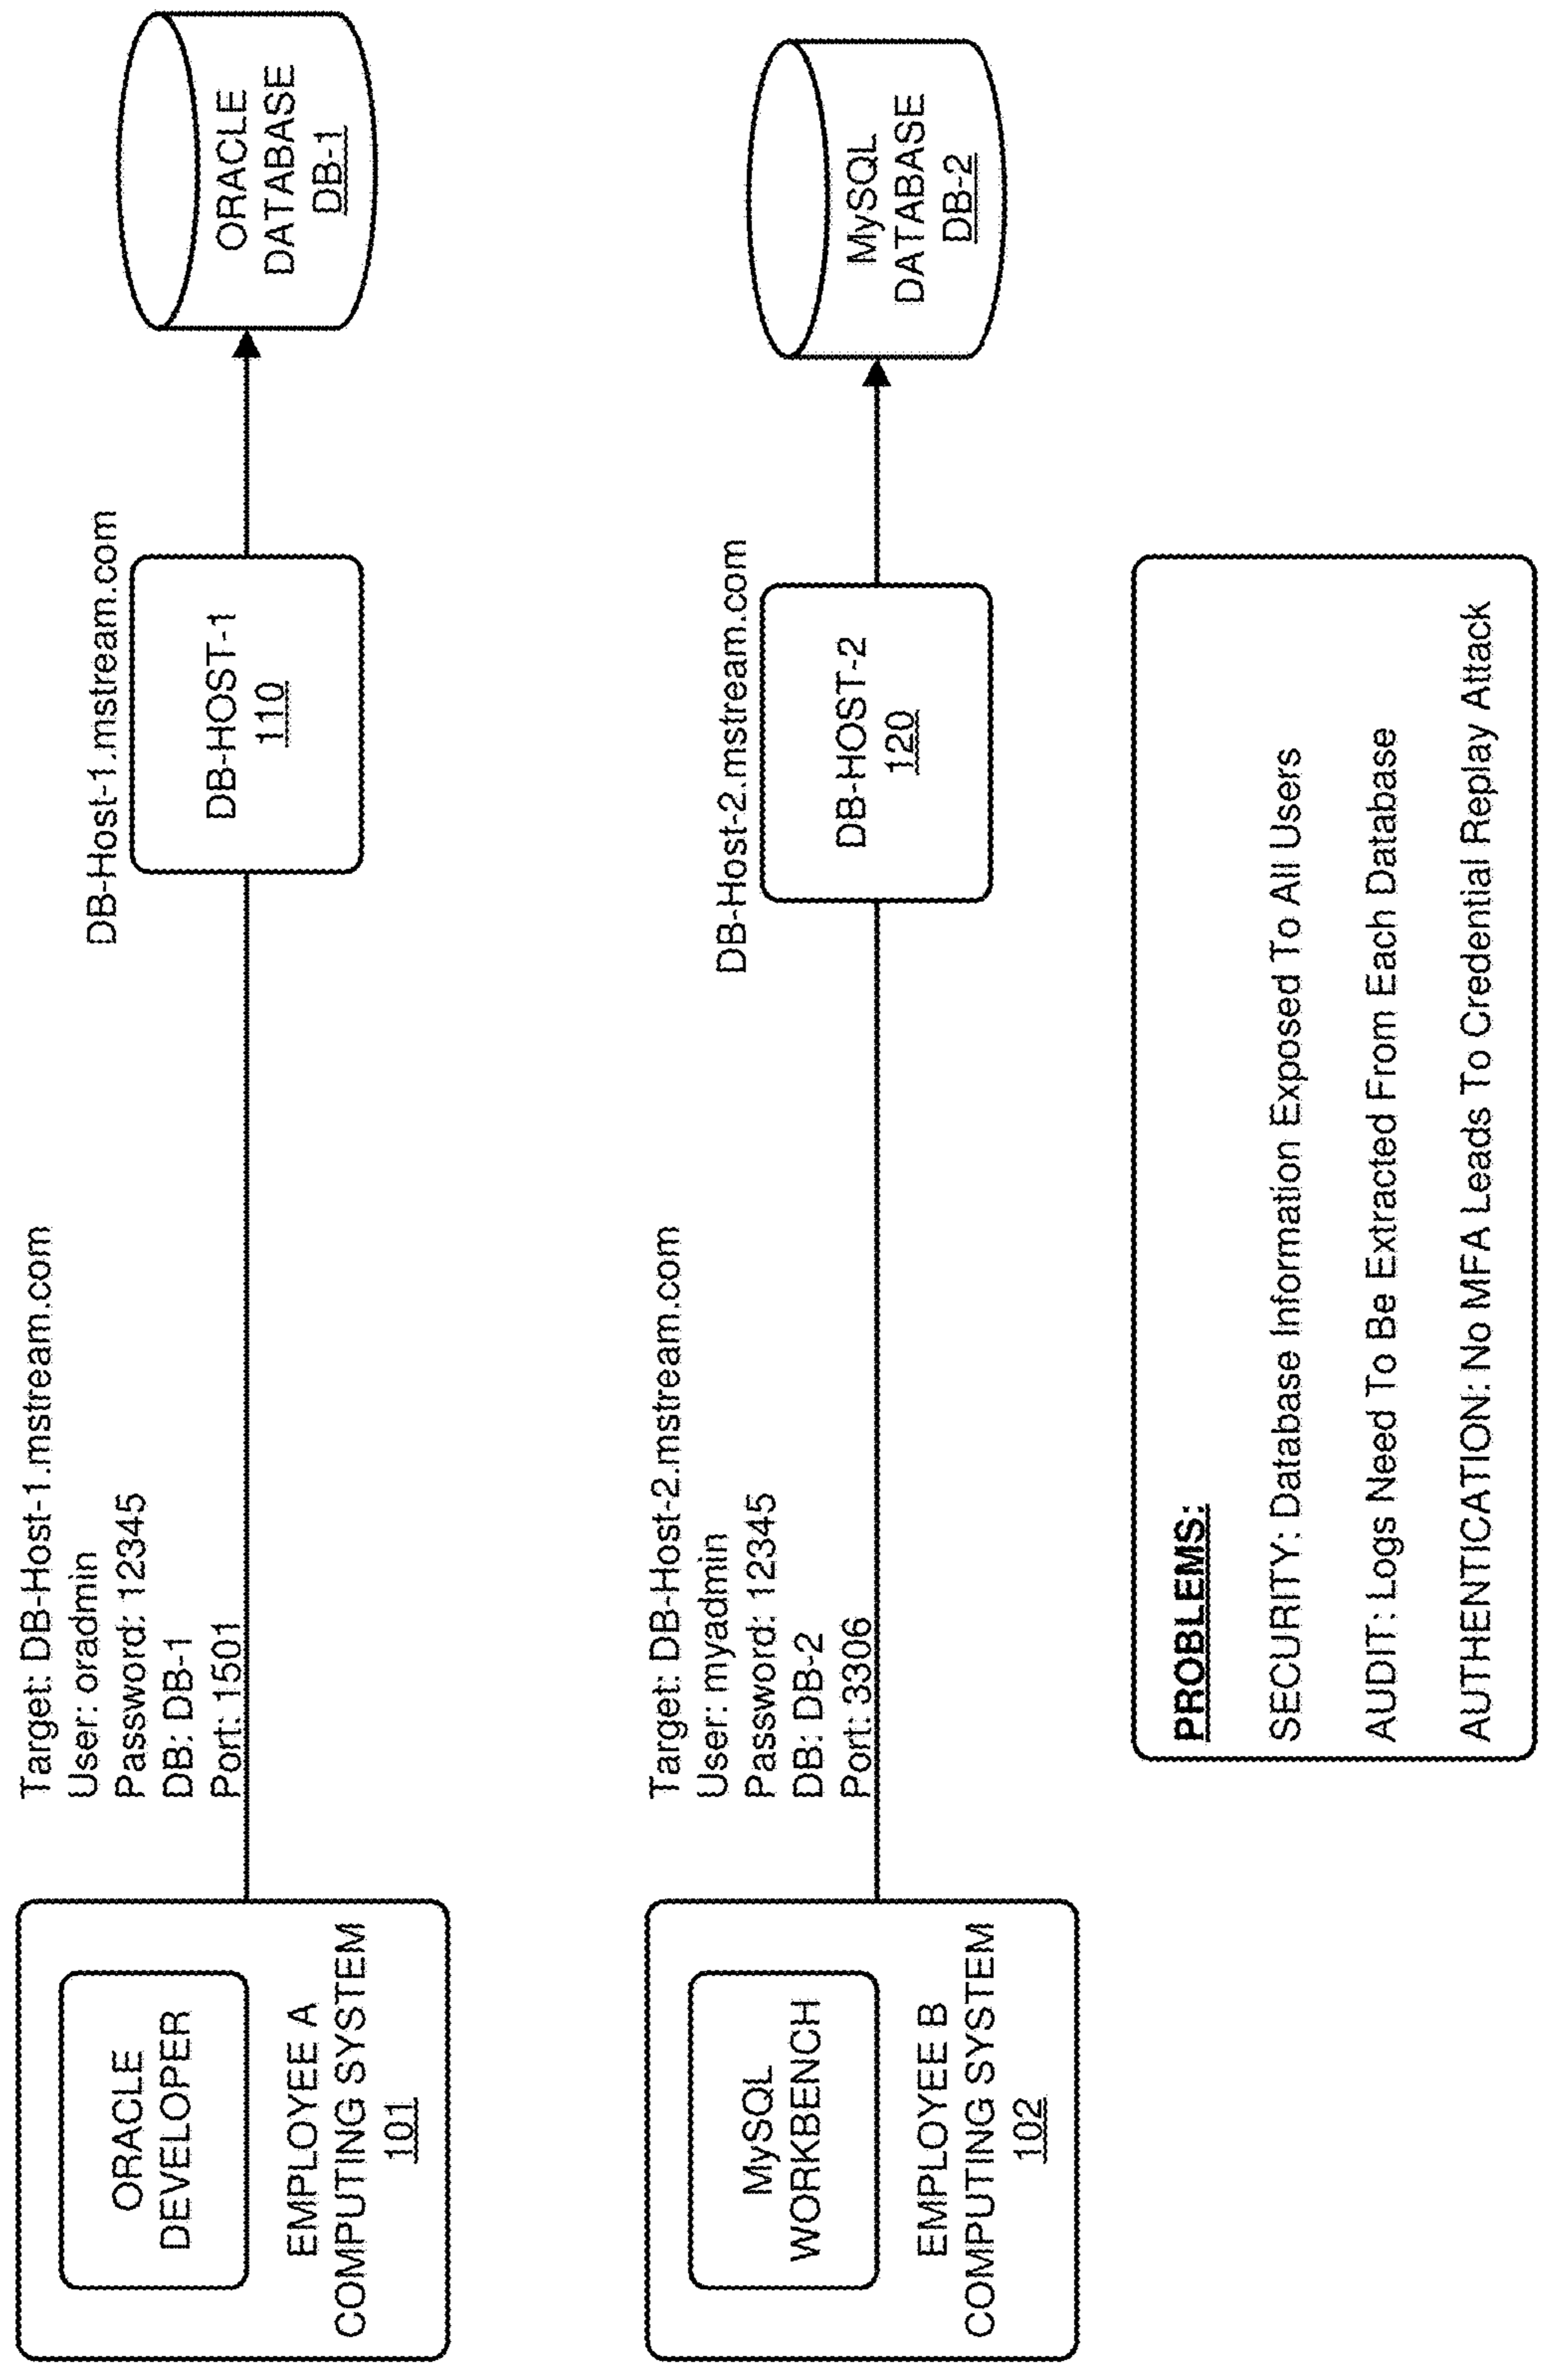 Target: DB-Host-1.mstream.com
User: oradmin
Password: 12345
DB: DB-1
Port: 1501
ORACLE
DEVELOPER
EMPLOYEE A
COMPUTING SYSTEM
101
DB-Host-1.mstream.com
DB-HOST-1
110
ORACLE
DATABASE
DB-1
Target: DB-Host-2.mstream.com
User: myadmin
Password: 12345
DB: DB-2
Port: 3306
MySQL
WORKBENCH
EMPLOYEE B
COMPUTING SYSTEM
102
DB-Host-2.mstream.com
DB-HOST-2
120
MySQL
DATABASE
DB-2
PROBLEMS:
SECURITY: Database Information Exposed To All Users
AUDIT: Logs Need To Be Extracted From Each Database
AUTHENTICATION: No MFA Leads To Credential Replay Attack